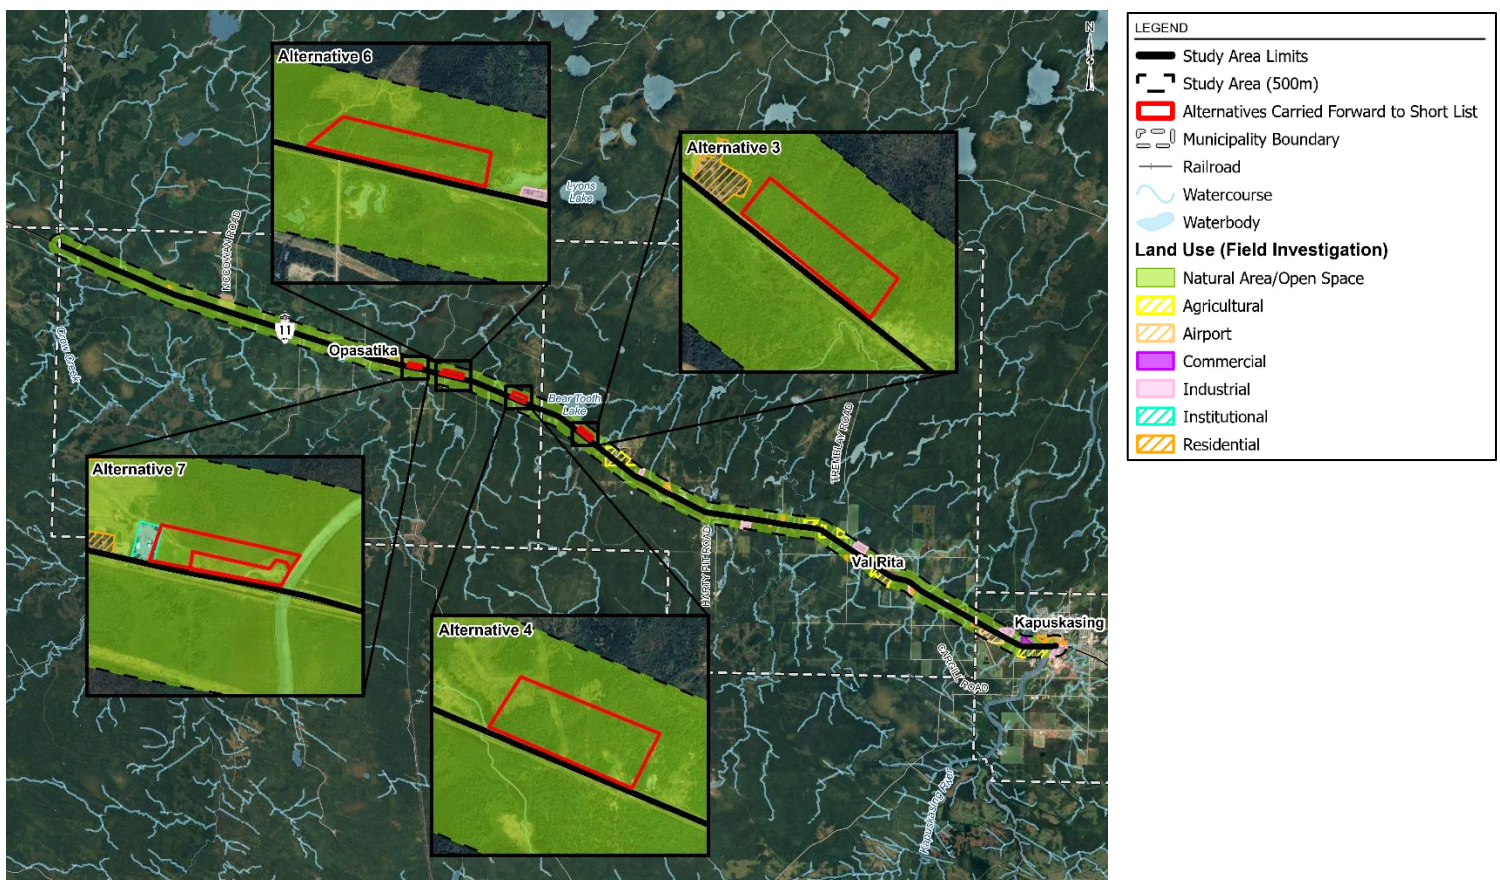 Alternative 6
N
Alternative 3
Lyons
Lake
MCCOWAN ROAD
11
Crow Creek
Opasatika
Bear Tooth
Lake
TREMBLAY ROAD
Alternative 7
HARTY PIT ROAD
Val Rita
Alternative 4
Kapuskasing
CARGILL ROAD
Kapuskasing River
LEGEND
Study Area Limits
Study Area (500m)
Alternatives Carried Forward to Short List
Municipality Boundary
Railroad
Watercourse
Waterbody
Land Use (Field Investigation)
Natural Area/Open Space
Agricultural
Airport
Commercial
Industrial
Institutional
Residential